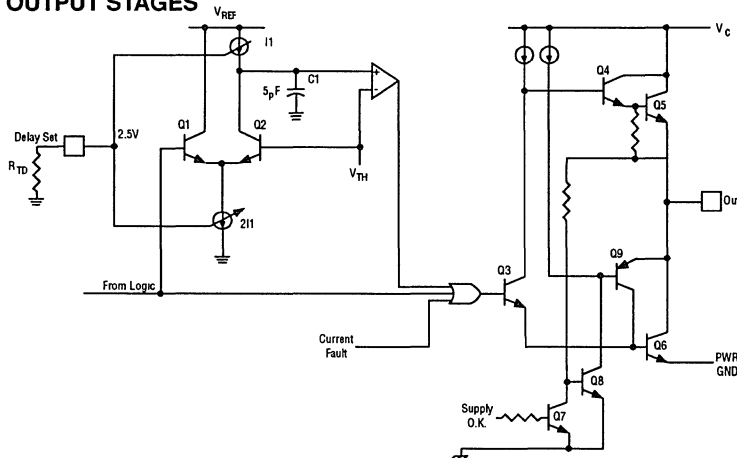 OUTPUT STAGES
VREF
I1
VC
Q4
Q5
C1
5pF
Q1
Q2
Delay Set
2.5V
RTD
VTH
2I1
Out
Q9
Q3
From Logic
Q6
Current
Fault
PWR
GND
Q8
Supply
O.K.
Q7